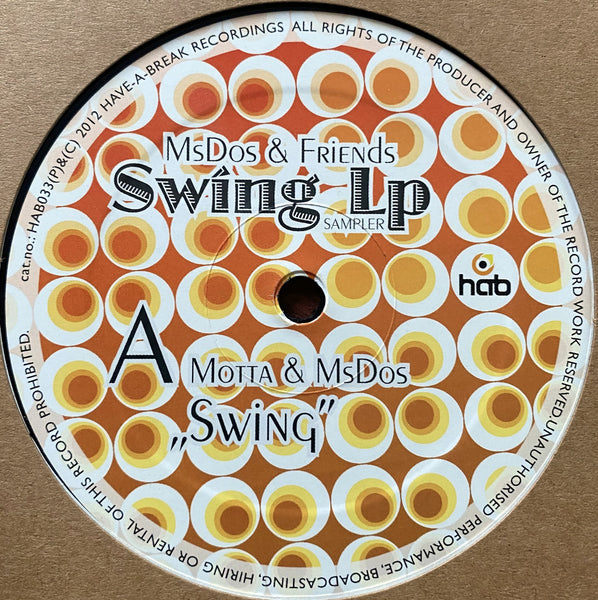 cat.no.: HAB033(P)&(C) 2012 HAVE-A-BREAK RECORDINGS ALL RIGHTS OF THE PRODUCER AND OWNER OF THE RECORD WORK RESERVED.UNAUTHORISED PERFORMANCE, BROADCASTING, HIRING OR RENTAL OF THIS RECORD PROHIBITED.
MsDos & Friends
Swing Lp
SAMPLER
hab
A Motta & MsDos
„Swing"